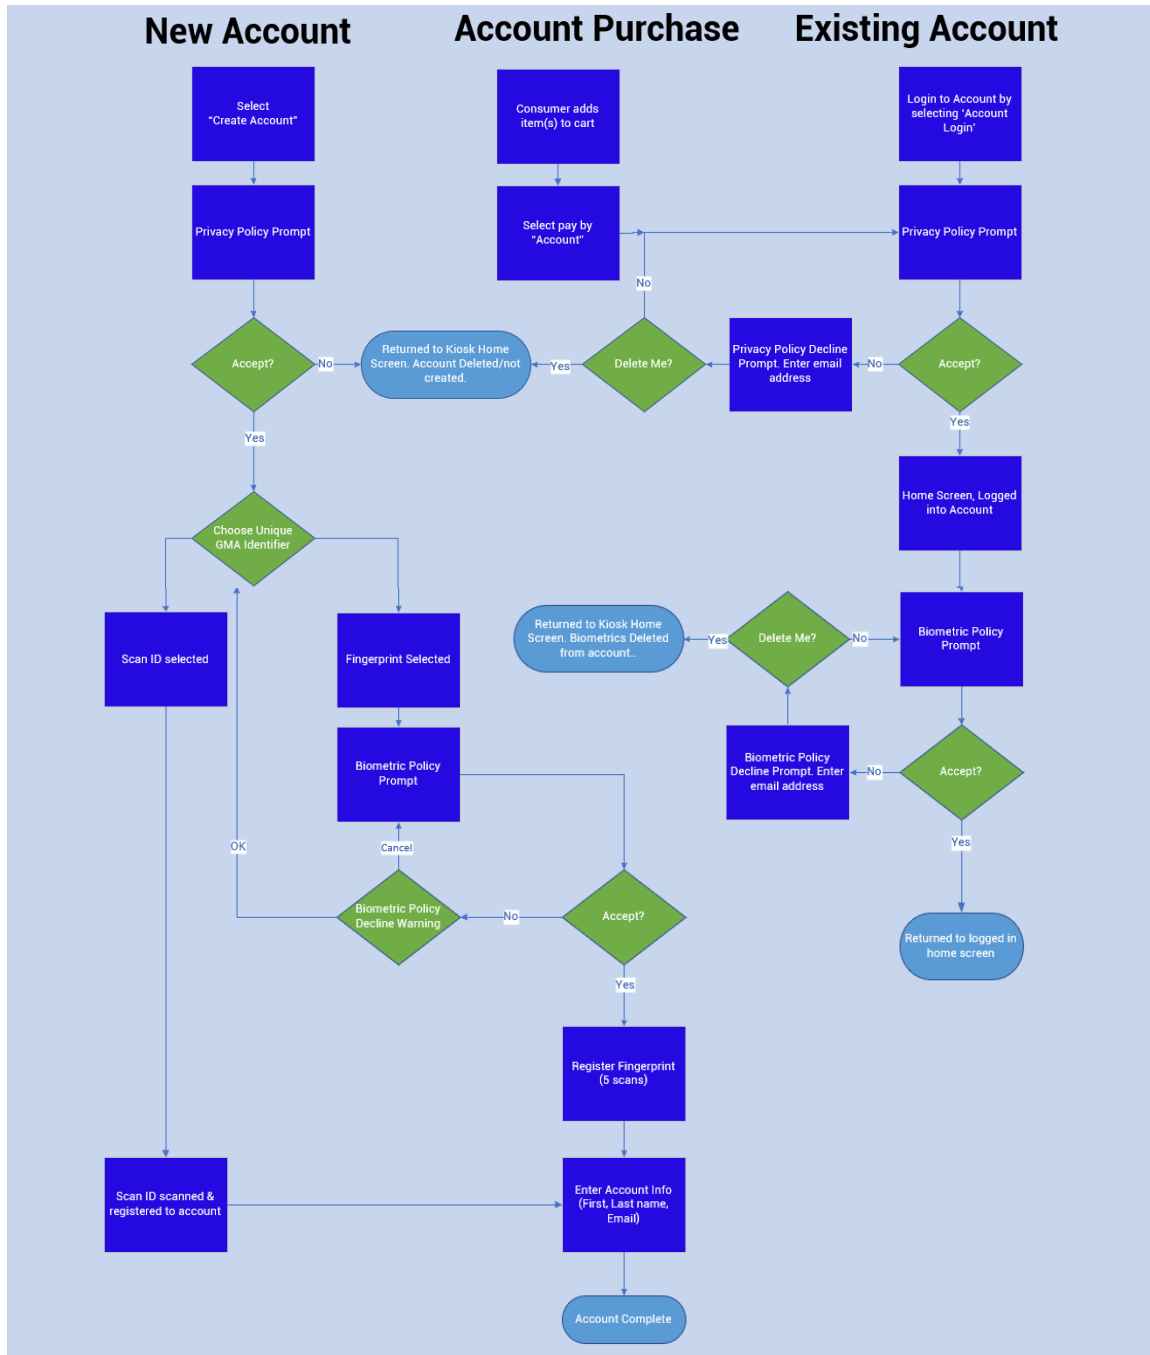 New Account
Account Purchase
Existing Account
Select
“Create Account”
Consumer adds
item(s) to cart
Login to Account by
selecting ‘Account
Login’
Privacy Policy Prompt
Select pay by
“Account”
Privacy Policy Prompt
No
Accept?
No
Returned to Kiosk Home
Screen. Account Deleted/not
created.
Yes
Delete Me?
Privacy Policy Decline
Prompt. Enter email
address
No
Accept?
Yes
Yes
Choose Unique
GMA Identifier
Home Screen, Logged
into Account
Scan ID selected
Fingerprint Selected
Returned to Kiosk Home
Screen. Biometrics Deleted
from account..
Yes
Delete Me?
No
Biometric Policy
Prompt
Biometric Policy
Prompt
Biometric Policy
Decline Prompt. Enter
email address
No
Accept?
OK
Cancel
Yes
Biometric Policy
Decline Warning
No
Accept?
Returned to logged in
home screen
Yes
Register Fingerprint
(5 scans)
Scan ID scanned &
registered to account
Enter Account Info
(First, Last name,
Email)
Account Complete